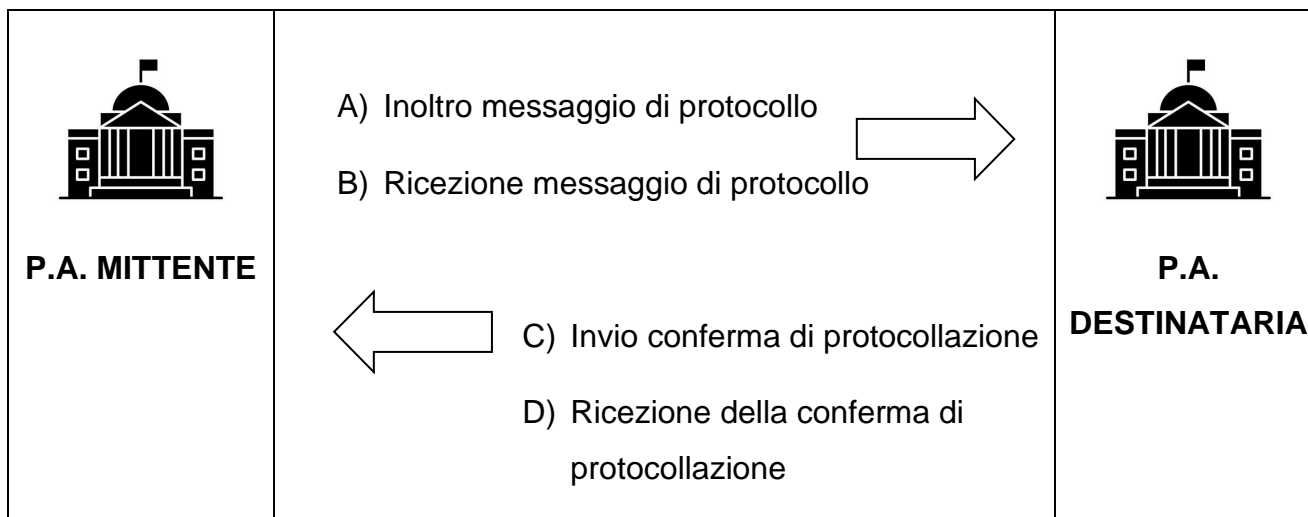 A) Inoltro messaggio di protocollo
B) Ricezione messaggio di protocollo
P.A. MITTENTE
P.A.
DESTINATARIA
C) Invio conferma di protocollazione
D) Ricezione della conferma di
protocollazione